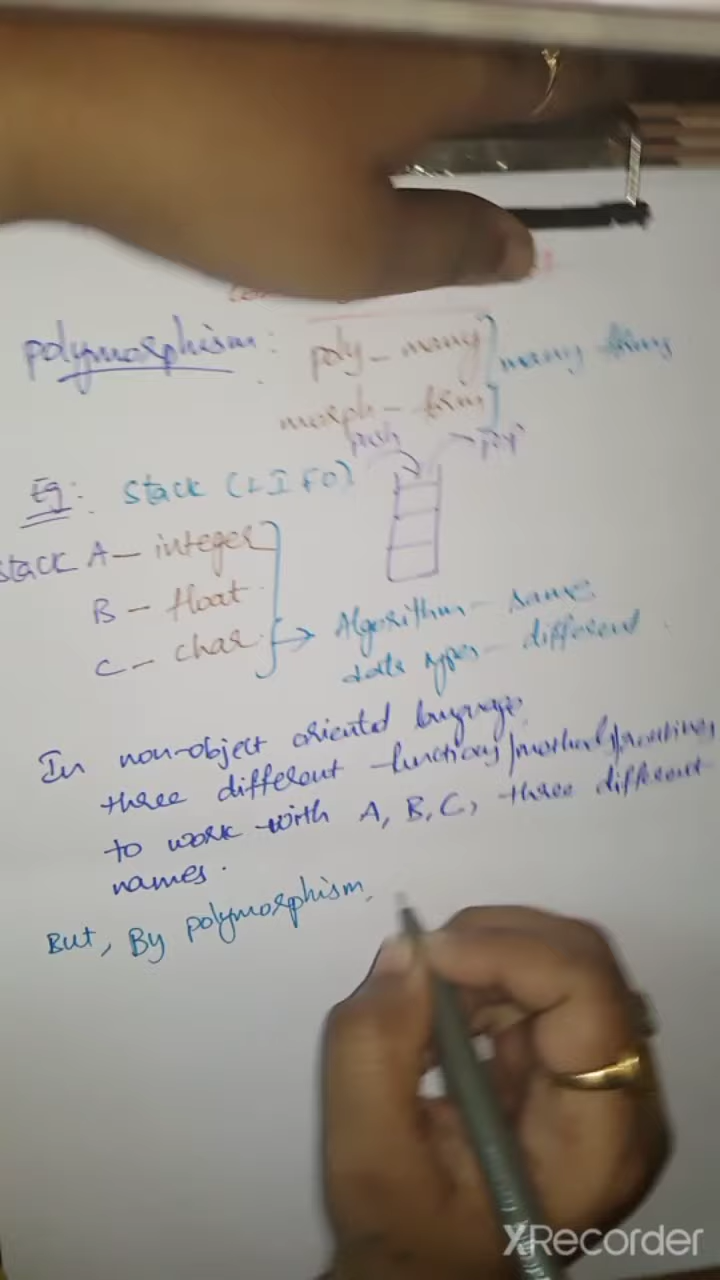 polymorphism: poly - many
morph - form
many forms
push
pop
Eg: Stack (LIFO)
Stack A - integer
B - float
C - char
Algorithm - same
data types - different
In non-object oriented language,
three different functions/methods/routines
to work with A, B, C, three different
names.
But, By polymorphism,
XRecorder